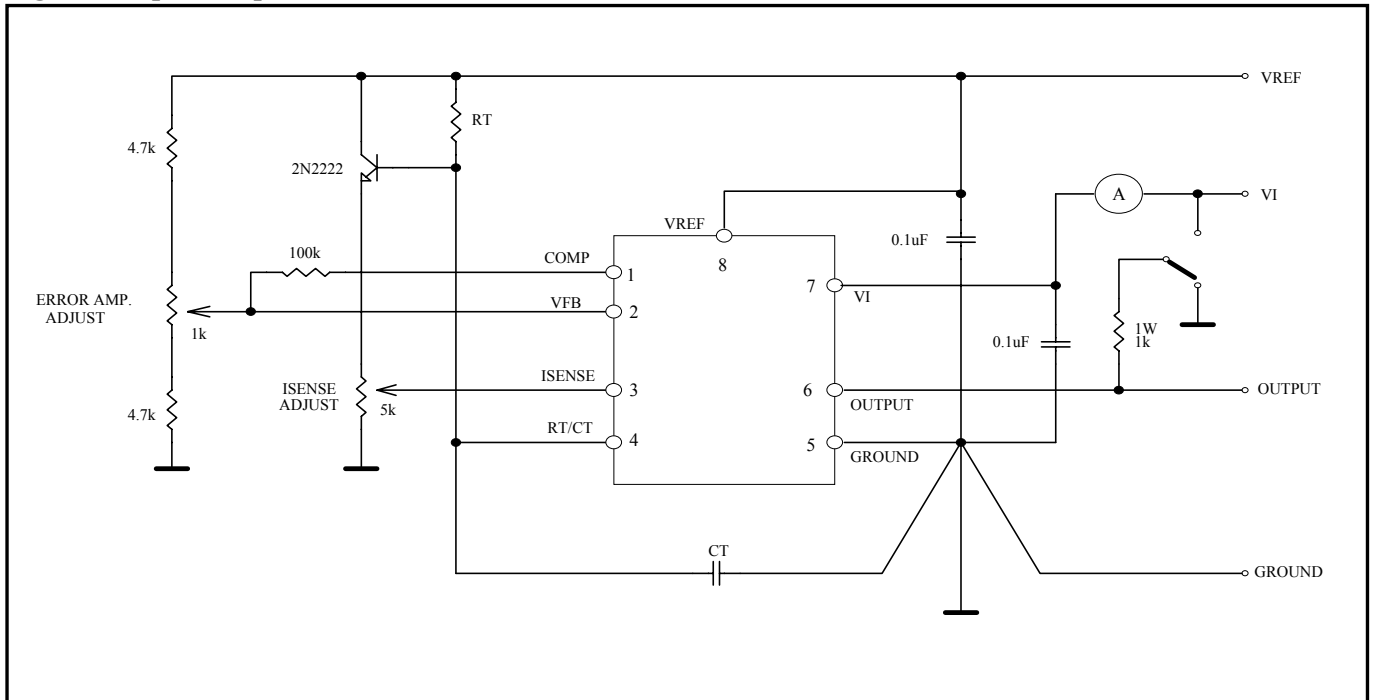 VREF
RT
4.7k
2N2222
A
VI
VREF
0.1uF
100k
COMP
8
1
7
VI
ERROR AMP.
ADJUST
1k
VFB
2
0.1uF
1W
1k
ISENSE
ADJUST
5k
ISENSE
3
6
OUTPUT
OUTPUT
4.7k
RT/CT
4
5
GROUND
CT
GROUND